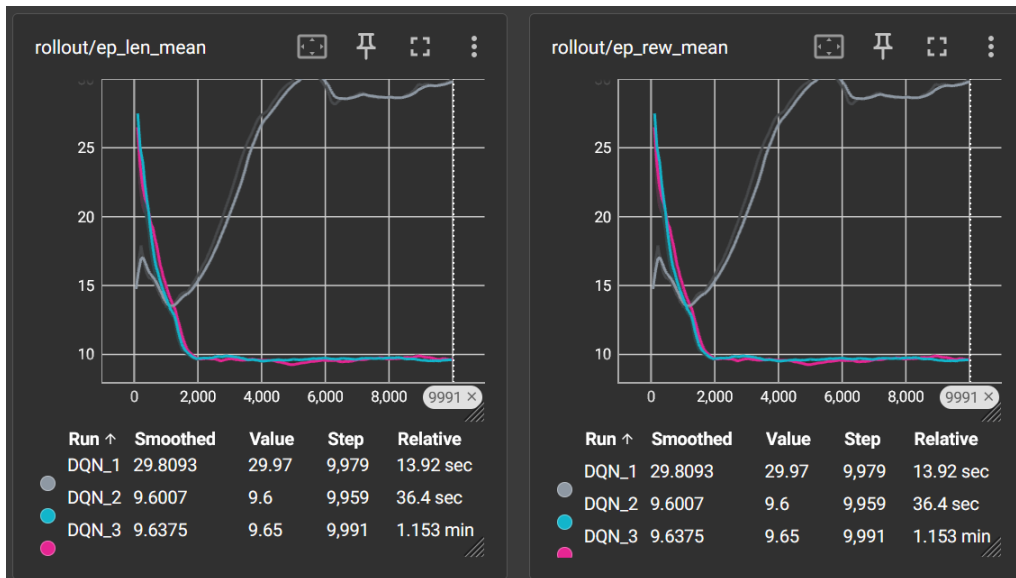 rollout/ep_len_mean
30
25
20
15
10
0 2,000 4,000 6,000 8,000 9991 ×
Run ↑ Smoothed Value Step Relative
DQN_1 29.8093 29.97 9,979 13.92 sec
DQN_2 9.6007 9.6 9,959 36.4 sec
DQN_3 9.6375 9.65 9,991 1.153 min
rollout/ep_rew_mean
30
25
20
15
10
0 2,000 4,000 6,000 8,000 9991 ×
Run ↑ Smoothed Value Step Relative
DQN_1 29.8093 29.97 9,979 13.92 sec
DQN_2 9.6007 9.6 9,959 36.4 sec
DQN_3 9.6375 9.65 9,991 1.153 min